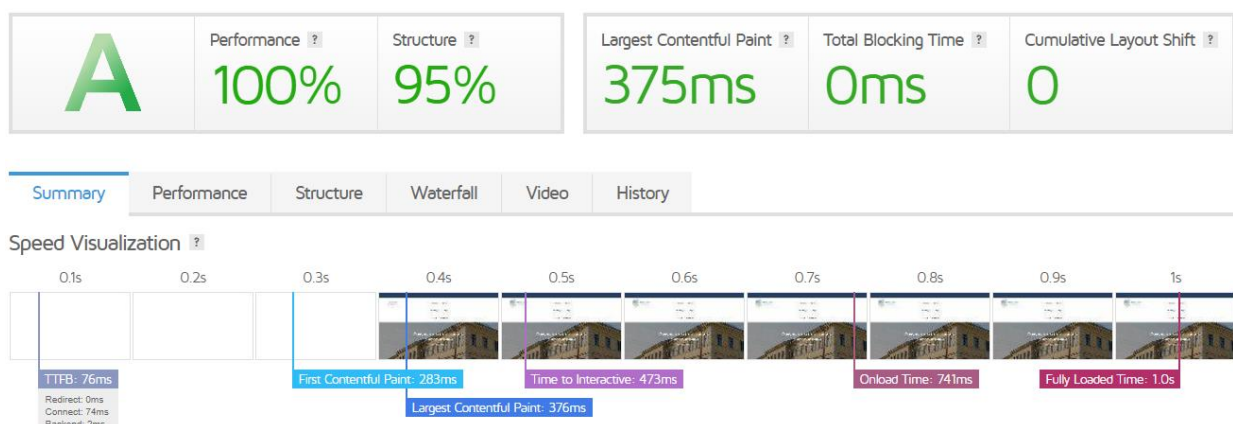 A
Performance ?
100%
Structure ?
95%
Largest Contentful Paint ?
375ms
Total Blocking Time ?
0ms
Cumulative Layout Shift ?
0
Summary Performance Structure Waterfall Video History
Speed Visualization ?
0.1s 0.2s 0.3s 0.4s 0.5s 0.6s 0.7s 0.8s 0.9s 1s
TTFB: 76ms
Redirect: 0ms
Connect: 74ms
Backend: 2ms
First Contentful Paint: 283ms
Largest Contentful Paint: 376ms
Time to Interactive: 473ms
Onload Time: 741ms
Fully Loaded Time: 1.0s